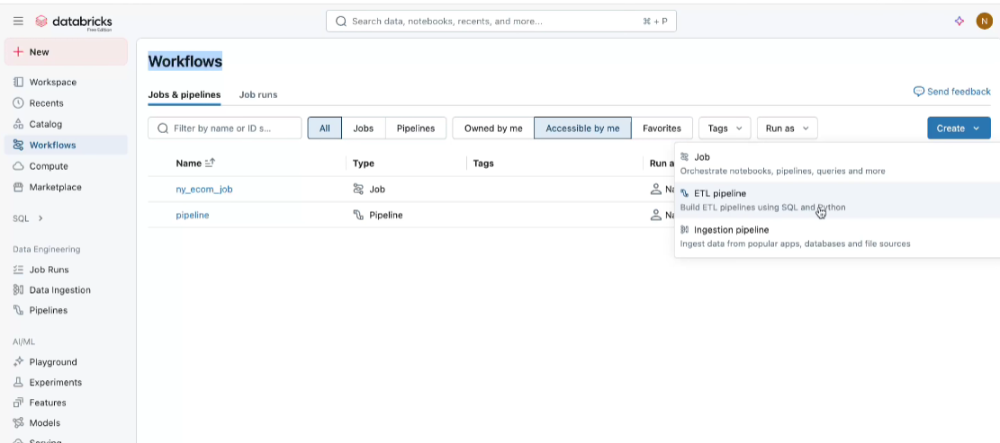 databricks
Free Edition
Search data, notebooks, recents, and more...
⌘ + P
N
New
Workspace
Recents
Catalog
Workflows
Compute
Marketplace
SQL
Data Engineering
Job Runs
Data Ingestion
Pipelines
AI/ML
Playground
Experiments
Features
Models
Serving
Workflows
Jobs & pipelines Job runs
Send feedback
Filter by name or ID s...
All Jobs Pipelines
Owned by me Accessible by me Favorites
Tags
Run as
Create
Name Type Tags Run a
ny_ecom_job Job Na
pipeline Pipeline Na
Job
Orchestrate notebooks, pipelines, queries and more
ETL pipeline
Build ETL pipelines using SQL and Python
Ingestion pipeline
Ingest data from popular apps, databases and file sources